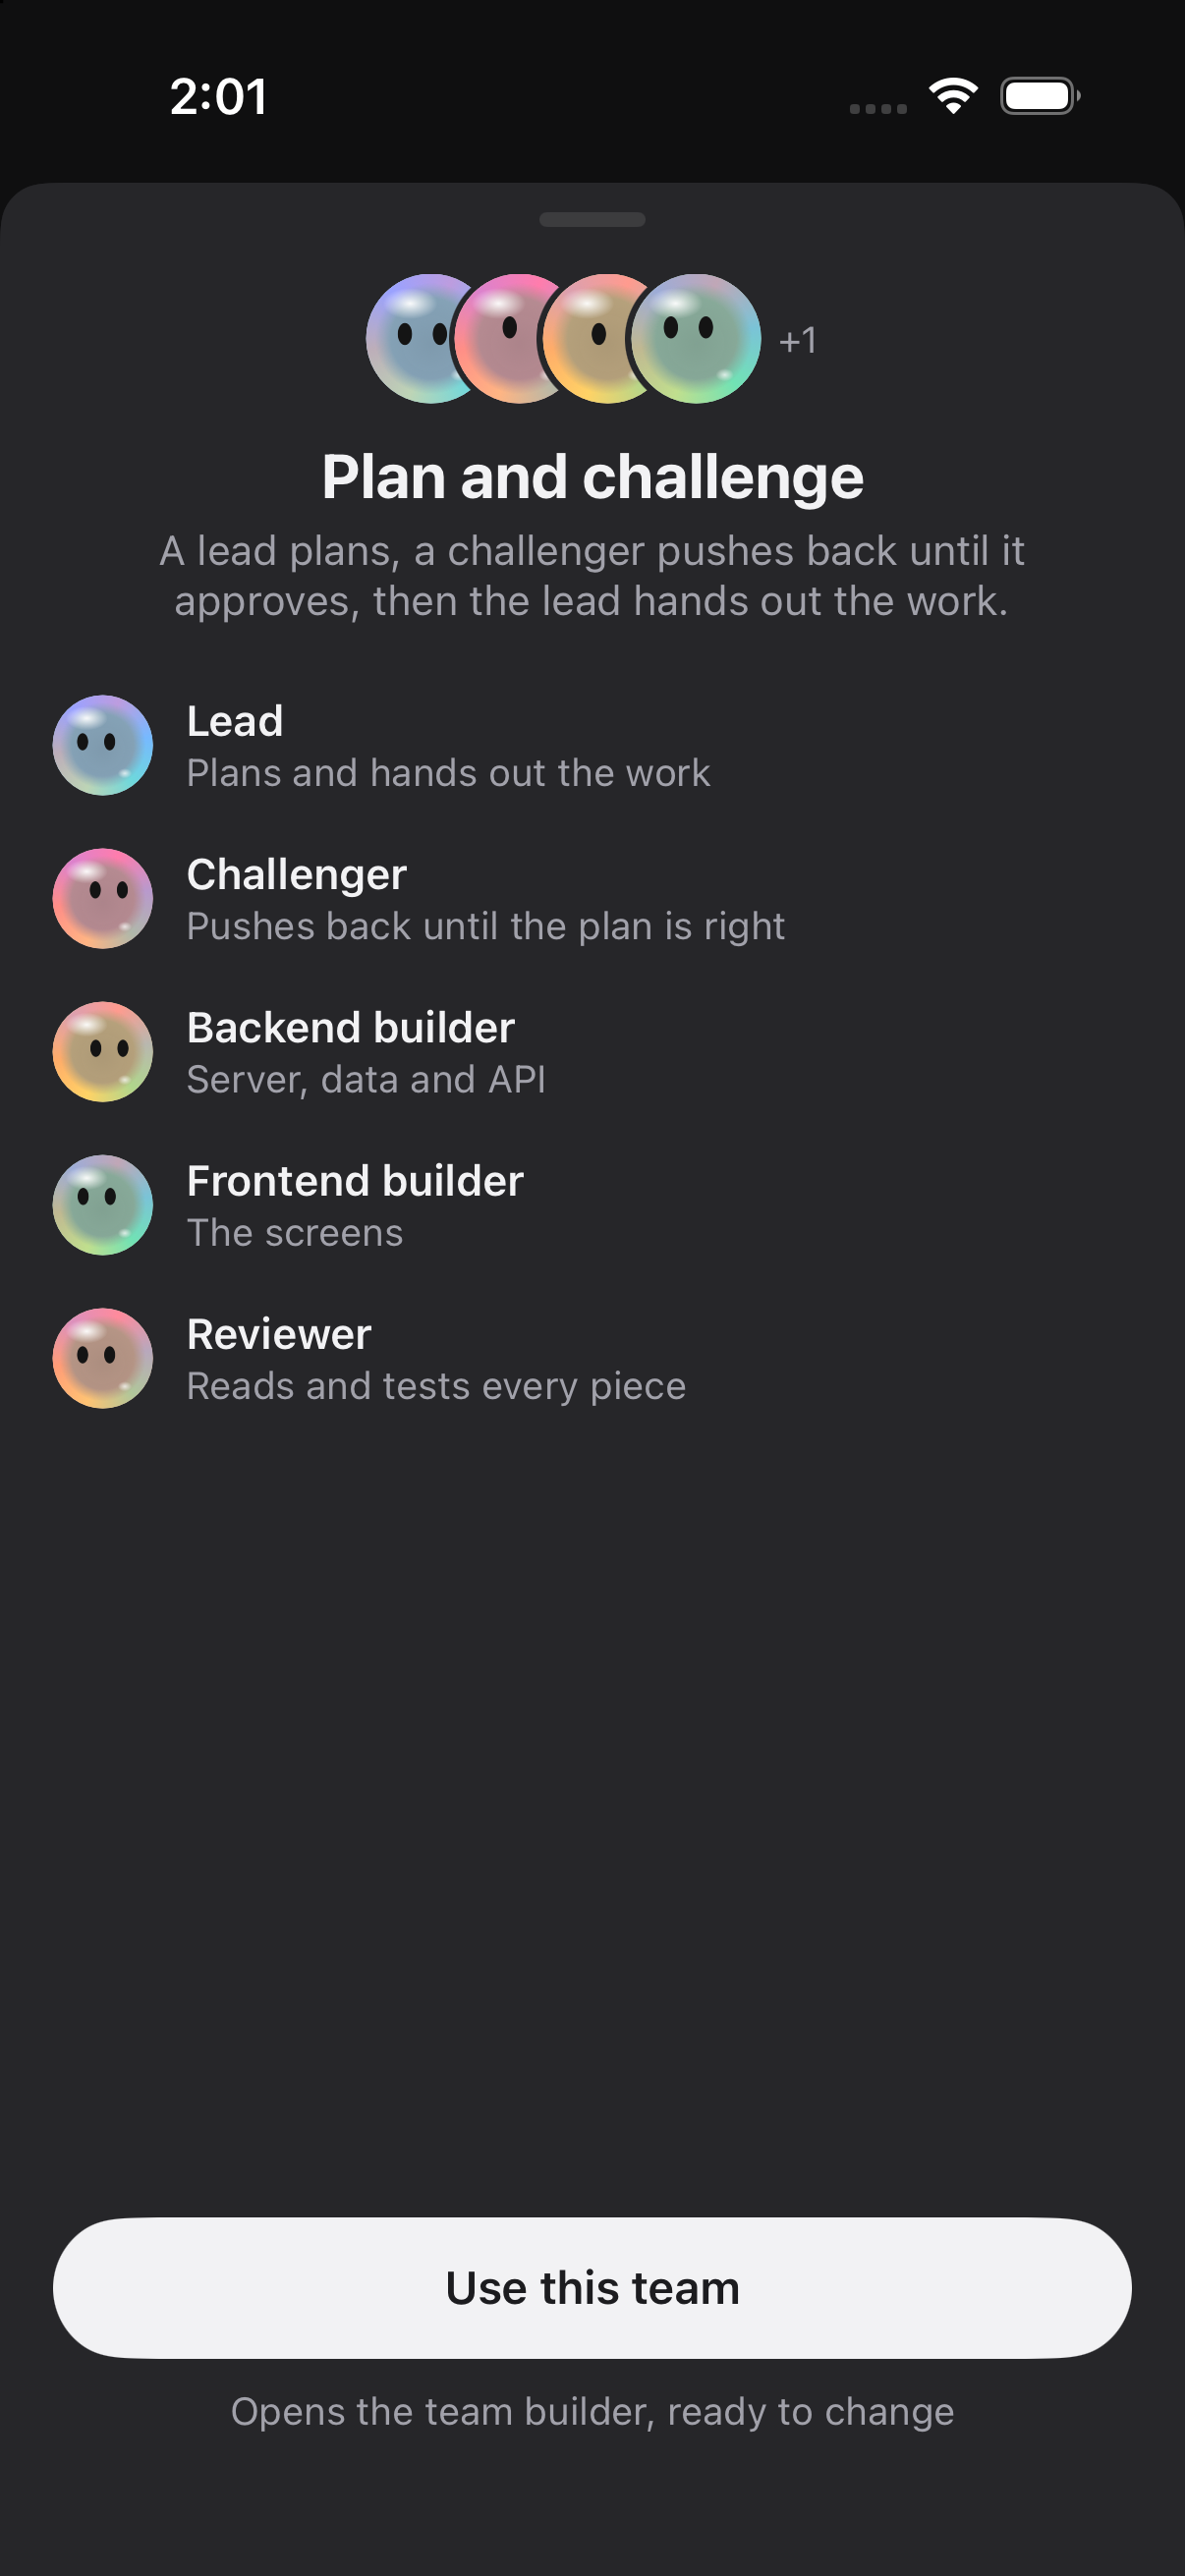 2:01
+1
Plan and challenge
A lead plans, a challenger pushes back until it
approves, then the lead hands out the work.
Lead
Plans and hands out the work
Challenger
Pushes back until the plan is right
Backend builder
Server, data and API
Frontend builder
The screens
Reviewer
Reads and tests every piece
Use this team
Opens the team builder, ready to change